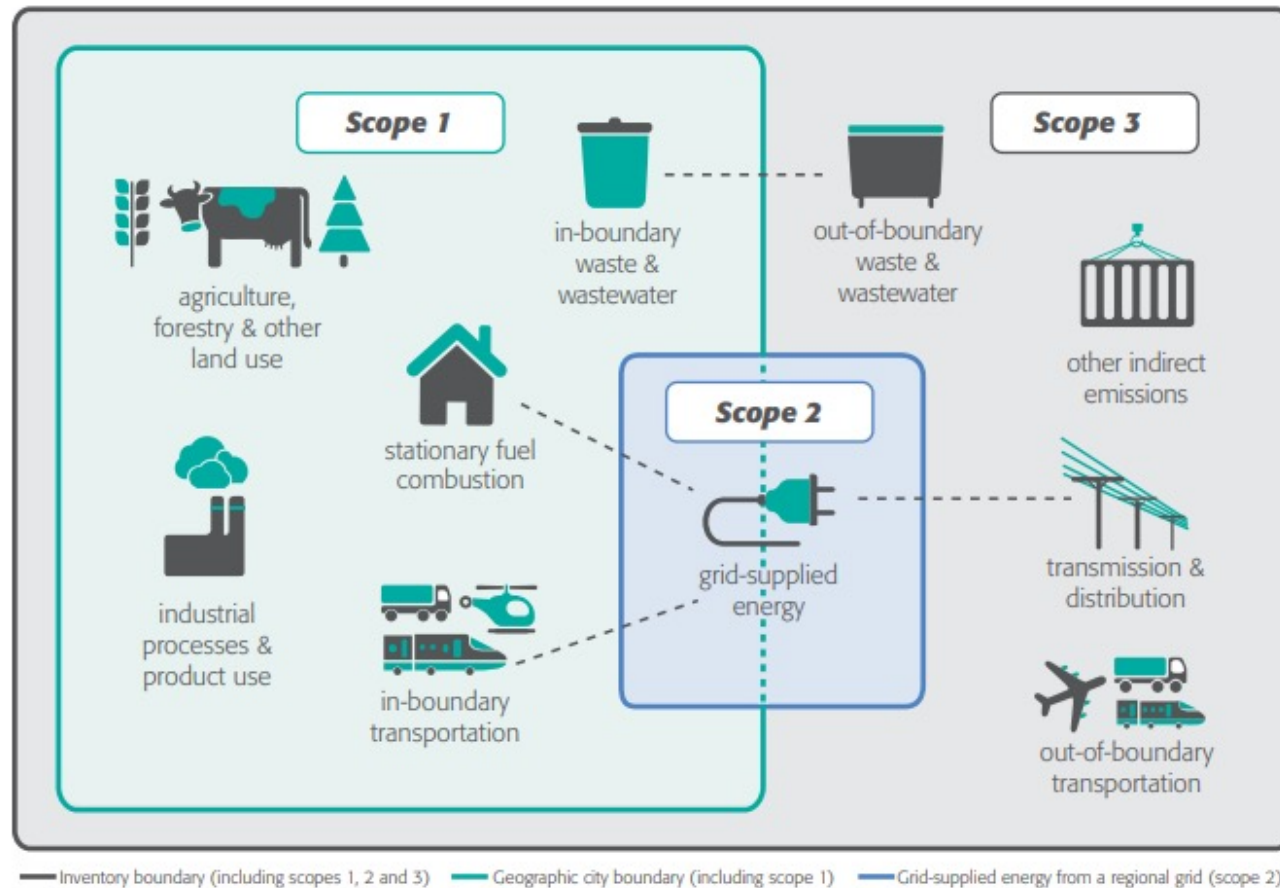 Scope 1
Scope 3
in-boundary
waste &
wastewater
out-of-boundary
waste &
wastewater
agriculture,
forestry & other
land use
other indirect
emissions
Scope 2
stationary fuel
combustion
grid-supplied
energy
transmission &
distribution
industrial
processes &
product use
in-boundary
transportation
out-of-boundary
transportation
Inventory boundary (including scopes 1, 2 and 3) Geographic city boundary (including scope 1) Grid-supplied energy from a regional grid (scope 2)